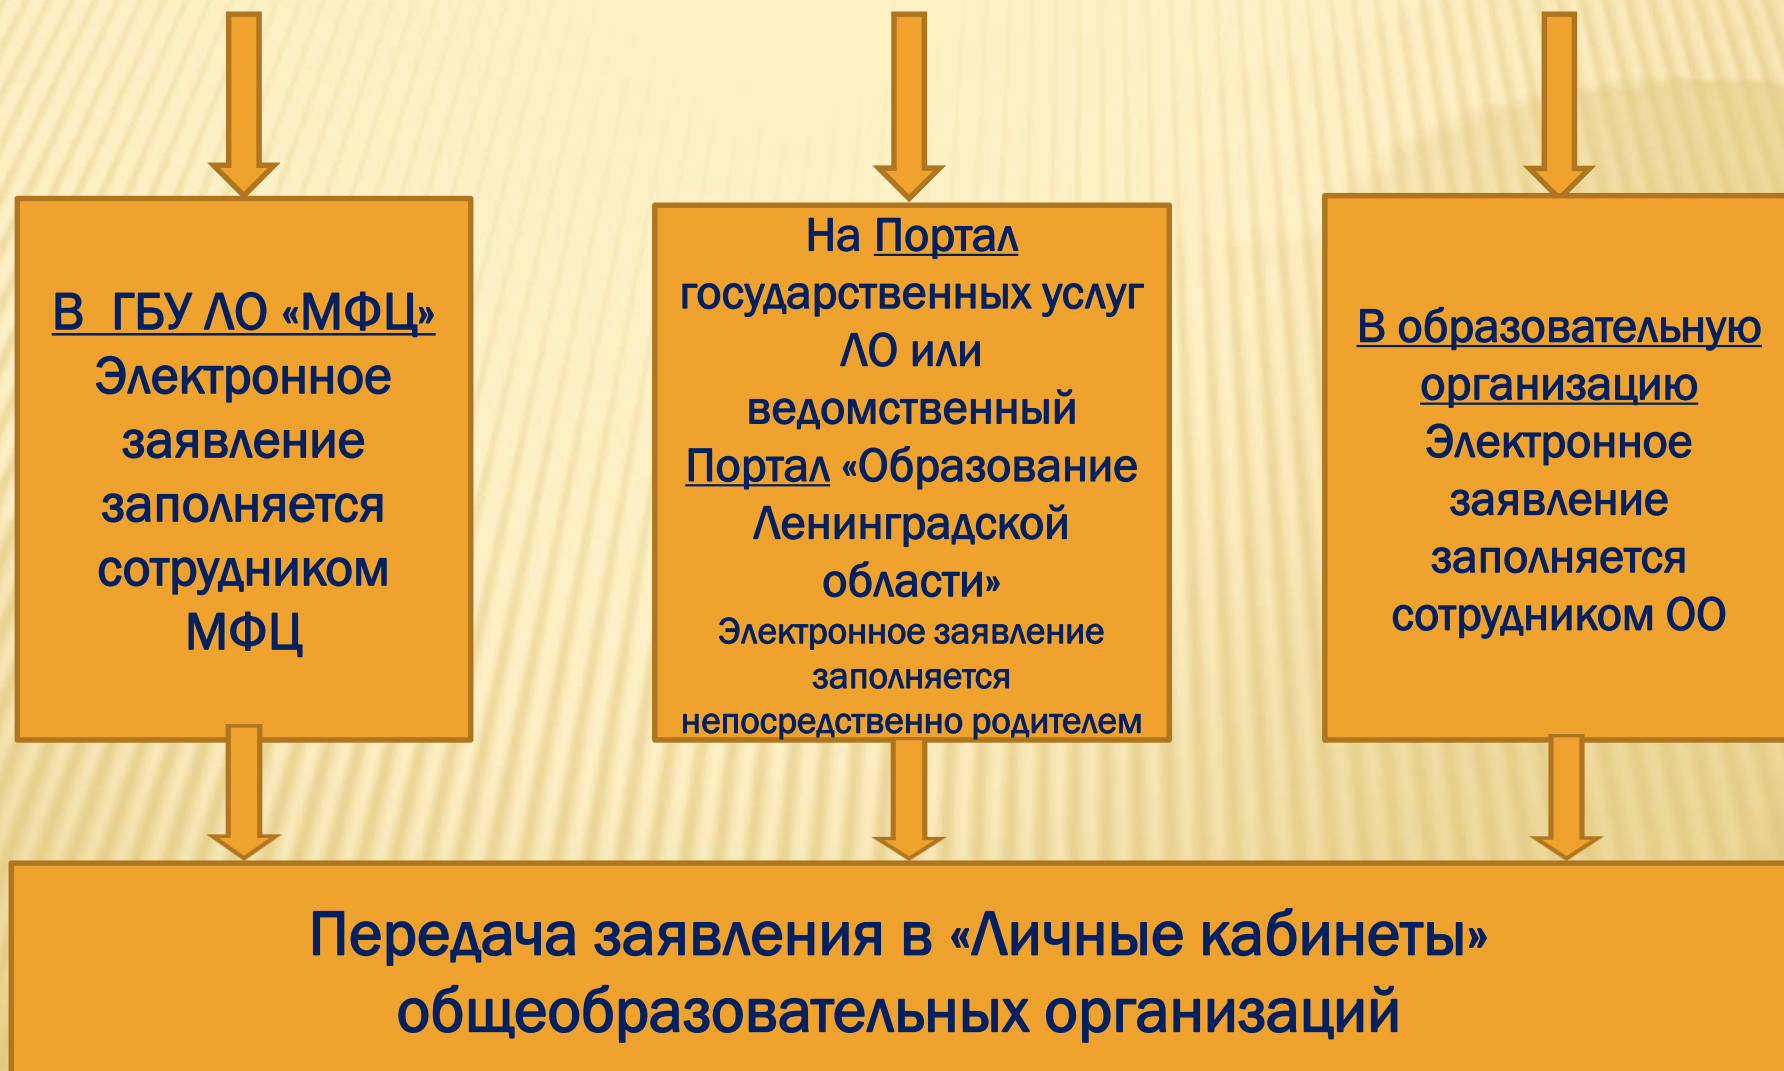 В ГБУ ЛО «МФЦ»
Электронное
заявление
заполняется
сотрудником
МФЦ
На Портал
государственных услуг
ЛО или
ведомственный
Портал «Образование
Ленинградской
области»
Электронное заявление
заполняется
непосредственно родителем
В образовательную
организацию
Электронное
заявление
заполняется
сотрудником ОО
Передача заявления в «Личные кабинеты»
общеобразовательных организаций